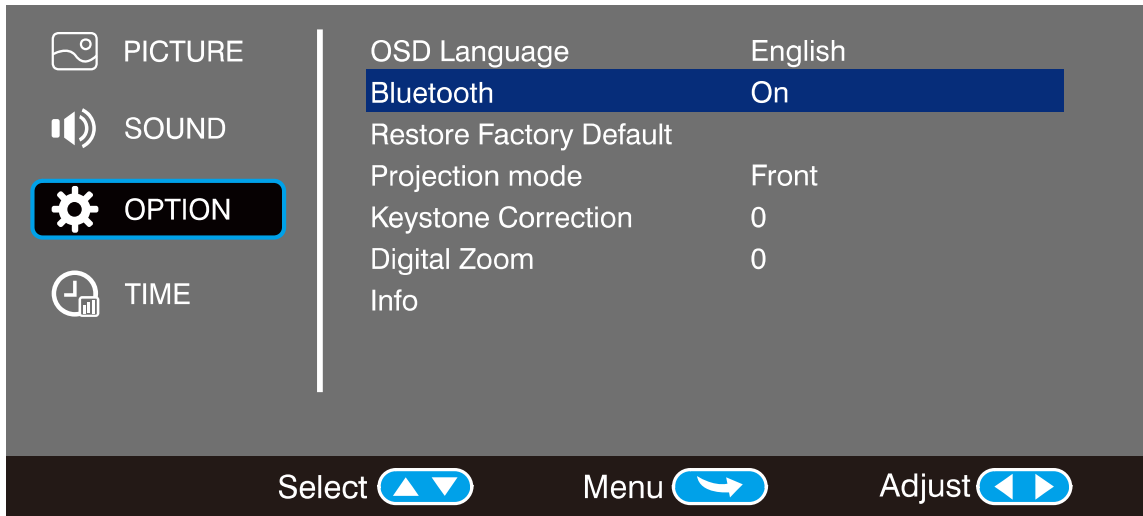 PICTURE
SOUND
OPTION
TIME
OSD Language English
Bluetooth On
Restore Factory Default
Projection mode Front
Keystone Correction 0
Digital Zoom 0
Info
Select Menu Adjust